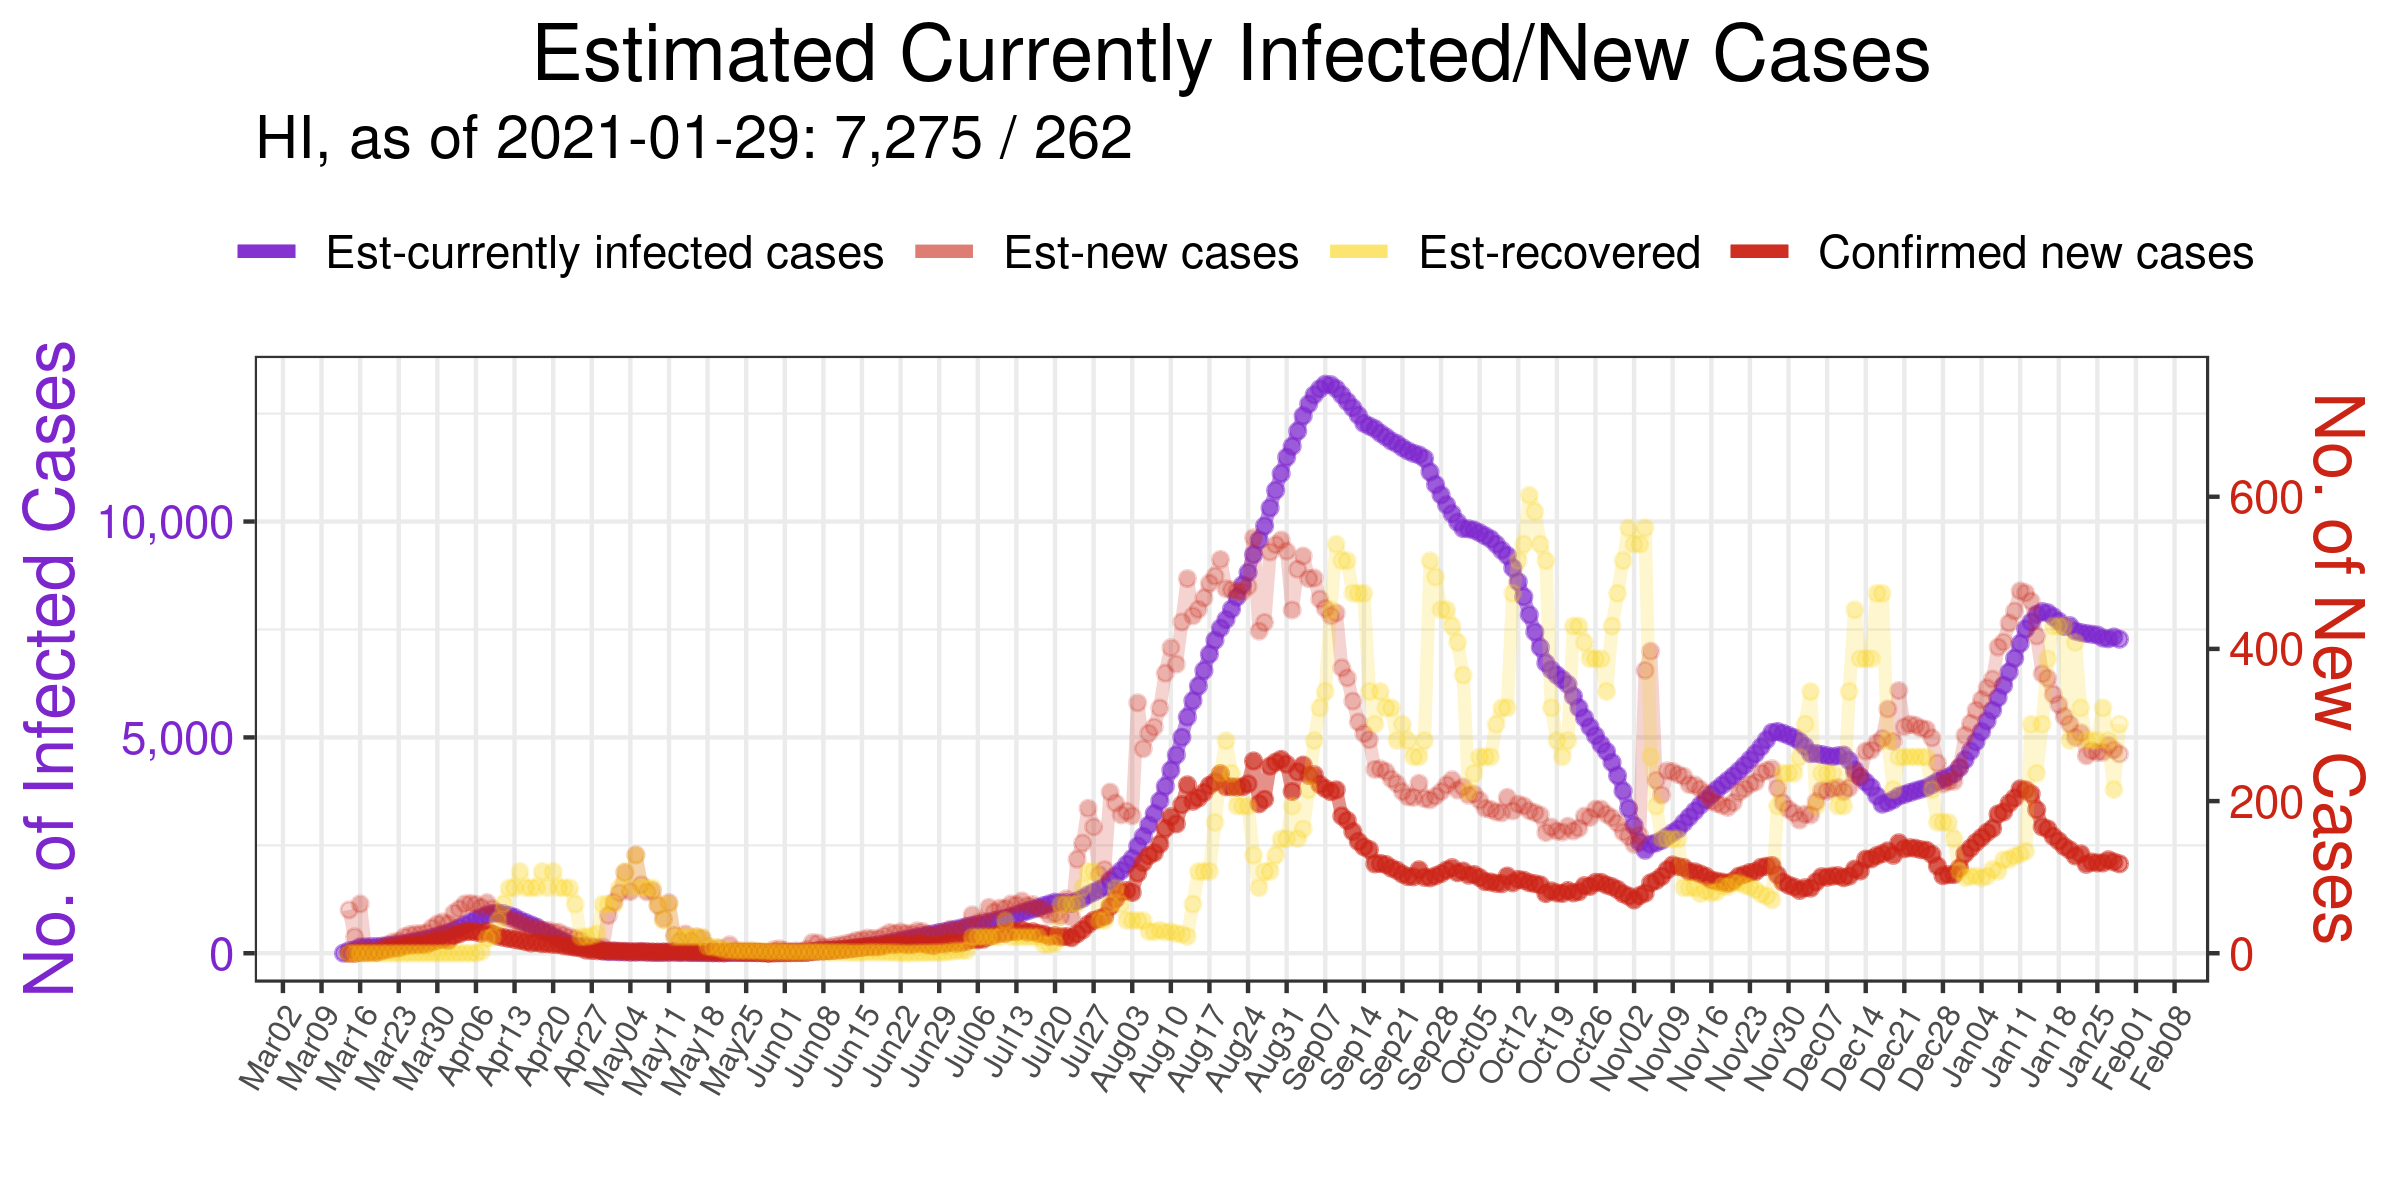 Estimated Currently Infected/New Cases
HI, as of 2021-01-29: 7,275 / 262
Est-currently infected cases
Est-new cases
Est-recovered
Confirmed new cases
No. of Infected Cases
10,000
5,000
0
600
400
200
0
No. of New Cases
Mar02
Mar09
Mar16
Mar23
Mar30
Apr06
Apr13
Apr20
Apr27
May04
May11
May18
May25
Jun01
Jun08
Jun15
Jun22
Jun29
Jul06
Jul13
Jul20
Jul27
Aug03
Aug10
Aug17
Aug24
Aug31
Sep07
Sep14
Sep21
Sep28
Oct05
Oct12
Oct19
Oct26
Nov02
Nov09
Nov16
Nov23
Nov30
Dec07
Dec14
Dec21
Dec28
Jan04
Jan11
Jan18
Jan25
Feb01
Feb08